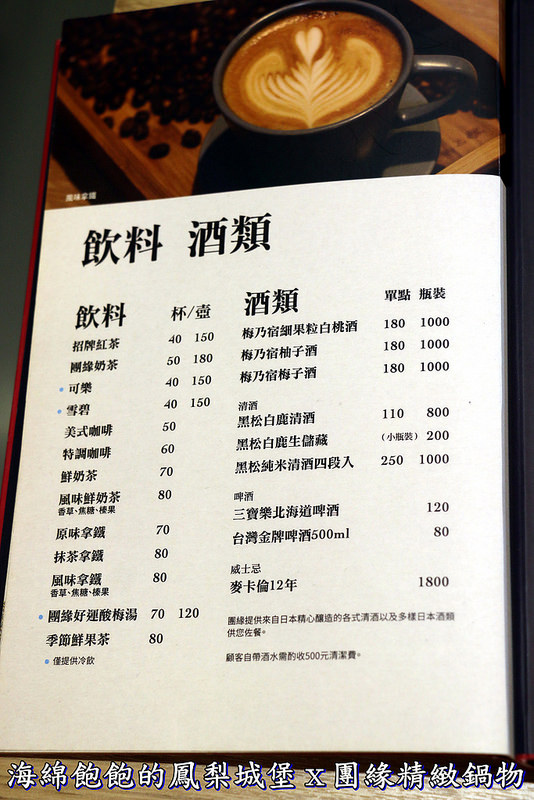 風味拿鐵
飲料 酒類
飲料 杯/壺
招牌紅茶 40 150
團緣奶茶 50 180
可樂 40 150
雪碧 40 150
美式咖啡 50
特調咖啡 60
鮮奶茶 70
風味鮮奶茶 80
香草、焦糖、榛果
原味拿鐵 70
抹茶拿鐵 80
風味拿鐵 80
香草、焦糖、榛果
團緣好運酸梅湯 70 120
季節鮮果茶 80
僅提供冷飲
酒類 單點 瓶裝
梅乃宿細果粒白桃酒 180 1000
梅乃宿柚子酒 180 1000
梅乃宿梅子酒 180 1000
清酒
黑松白鹿清酒 110 800
黑松白鹿生儲藏 (小瓶裝) 200
黑松純米清酒四段入 250 1000
啤酒
三寶樂北海道啤酒 120
台灣金牌啤酒500ml 80
威士忌
麥卡倫12年 1800
團緣提供來自日本精心釀造的各式清酒以及多樣日本酒類
供您佐餐。
顧客自帶酒水需酌收500元清潔費。
海綿飽飽的鳳梨城堡 x 團緣精緻鍋物